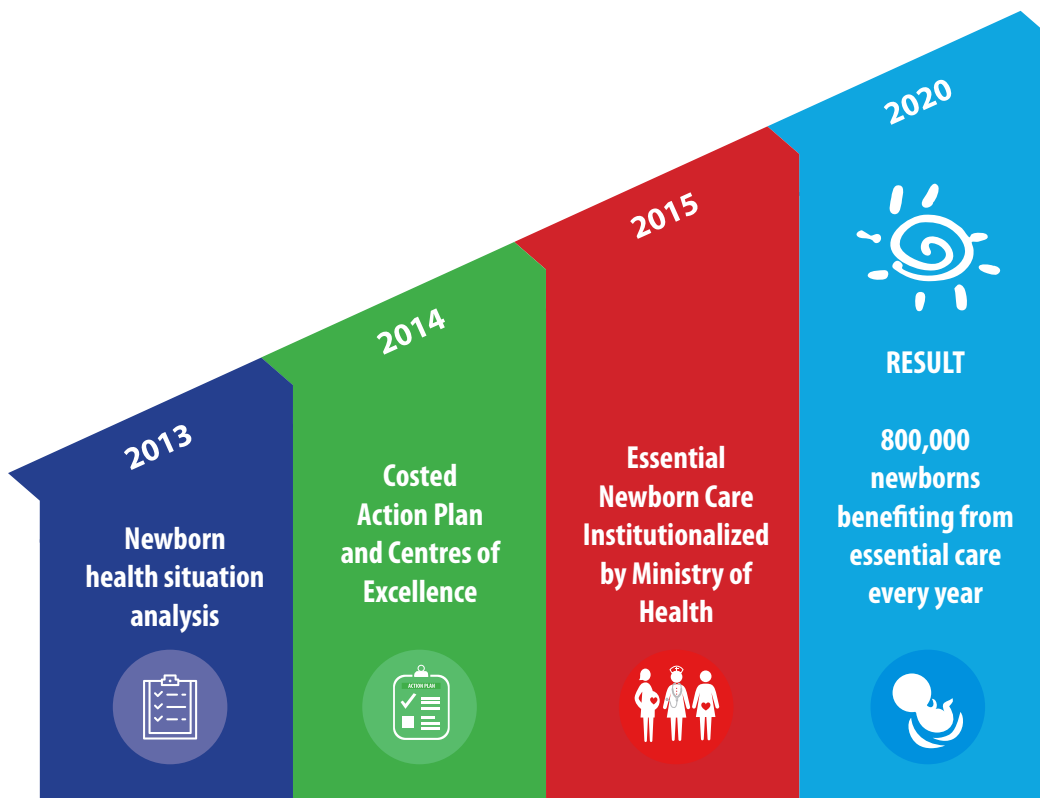 2013
Newborn
health situation
analysis
2014
Costed
Action Plan
and Centres of
Excellence
ACTION PLAN
2015
Essential
Newborn Care
Institutionalized
by Ministry of
Health
2020
RESULT
800,000
newborns
benefiting from
essential care
every year